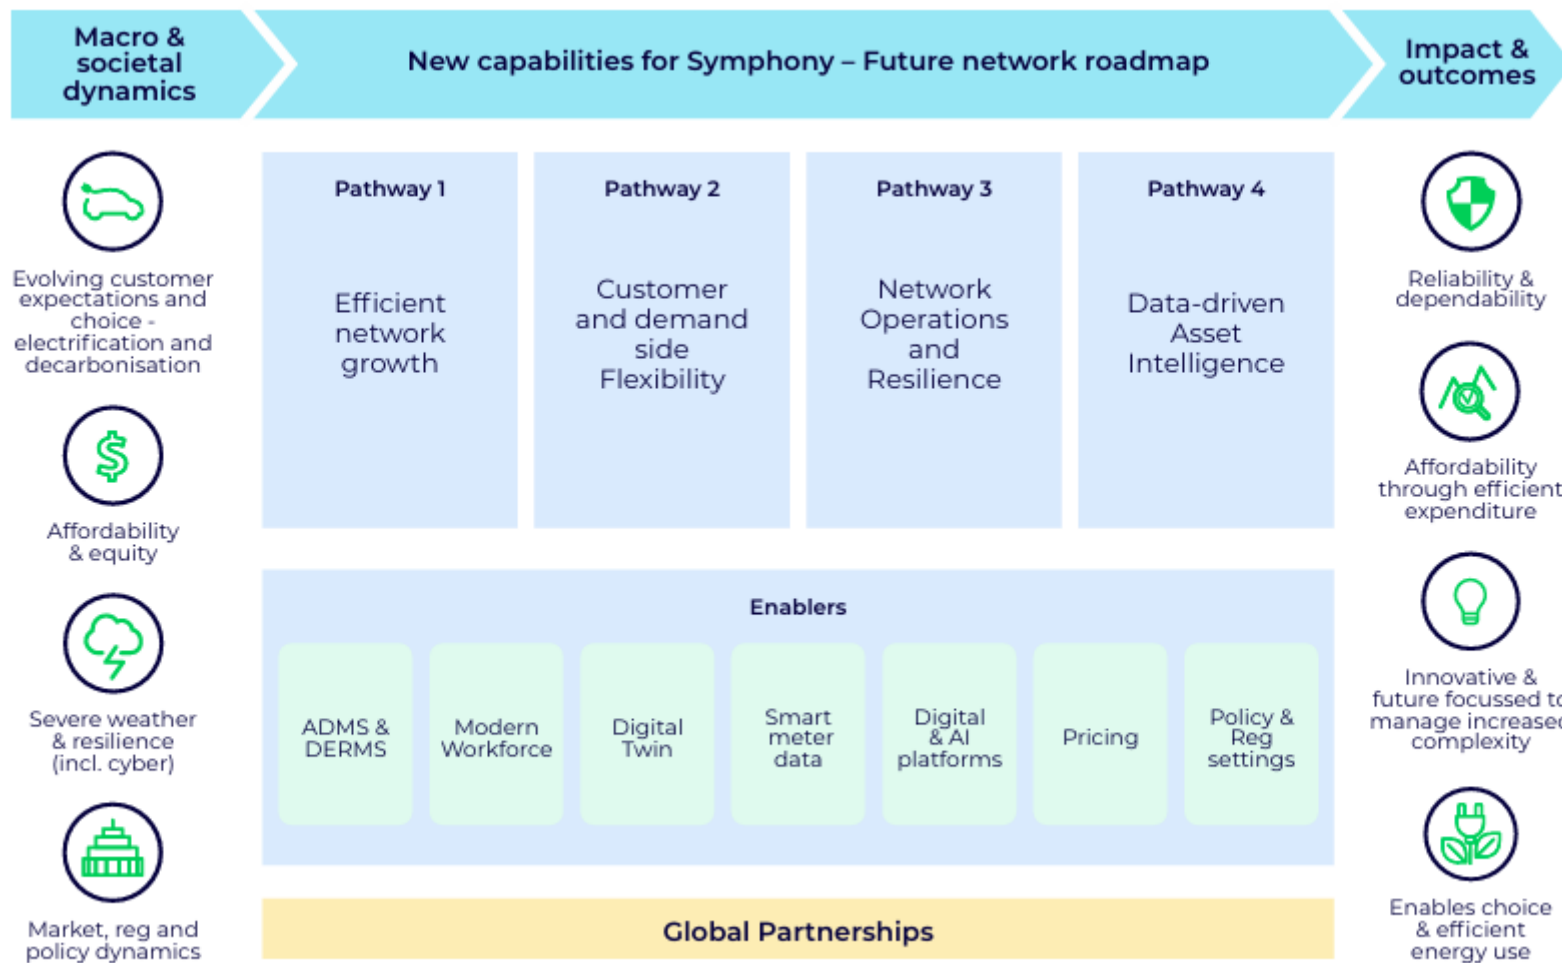 Macro &
societal
dynamics
New capabilities for Symphony – Future network roadmap
Impact &
outcomes
Evolving customer
expectations and
choice -
electrification and
decarbonisation
Affordability
& equity
Severe weather
& resilience
(incl. cyber)
Market, reg and
policy dynamics
Pathway 1
Efficient
network
growth
Pathway 2
Customer
and demand
side
Flexibility
Pathway 3
Network
Operations
and
Resilience
Pathway 4
Data-driven
Asset
Intelligence
Enablers
ADMS &
DERMS
Modern
Workforce
Digital
Twin
Smart
meter
data
Digital
& AI
platforms
Pricing
Policy &
Reg
settings
Global Partnerships
Reliability &
dependability
Affordability
through efficient
expenditure
Innovative &
future focussed to
manage increased
complexity
Enables choice
& efficient
energy use